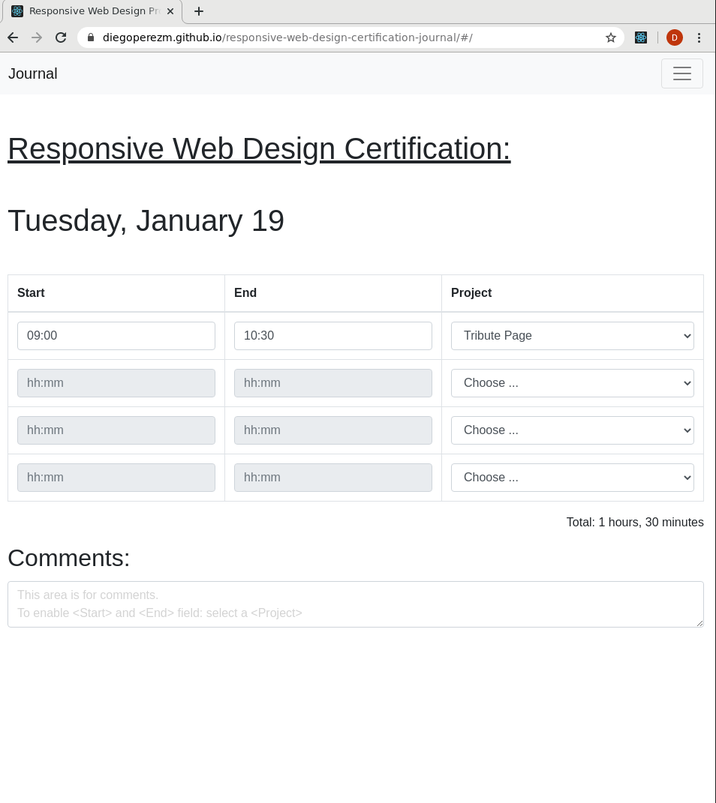 Responsive Web Design Pr
diegoperezm.github.io/responsive-web-design-certification-journal/#/
D
Journal
Responsive Web Design Certification:
Tuesday, January 19
Start End Project
09:00 10:30 Tribute Page
hh:mm hh:mm Choose ...
hh:mm hh:mm Choose ...
hh:mm hh:mm Choose ...
Total: 1 hours, 30 minutes
Comments:
This area is for comments.
To enable <Start> and <End> field: select a <Project>